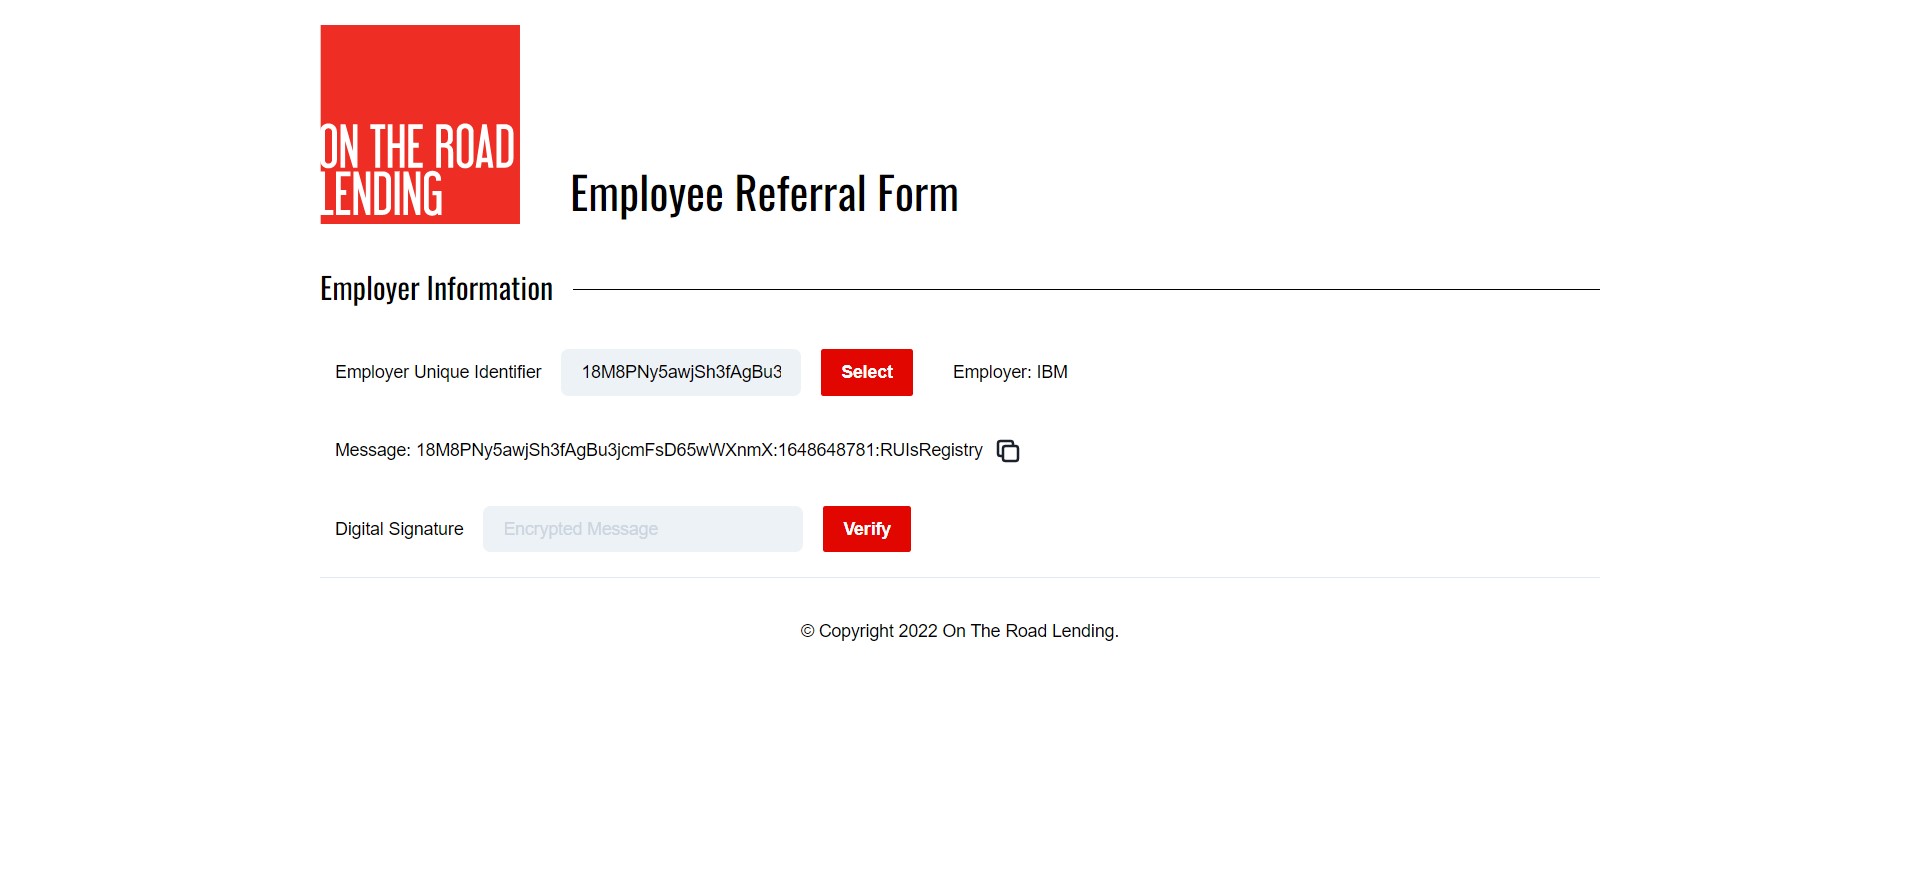 ON THE ROAD
LENDING
Employee Referral Form
Employer Information
Employer Unique Identifier 18M8PNy5awjSh3fAgBu3 Select Employer: IBM
Message: 18M8PNy5awjSh3fAgBu3jcmFsD65wWXnmX:1648648781:RUIsRegistry
Digital Signature Encrypted Message Verify
© Copyright 2022 On The Road Lending.